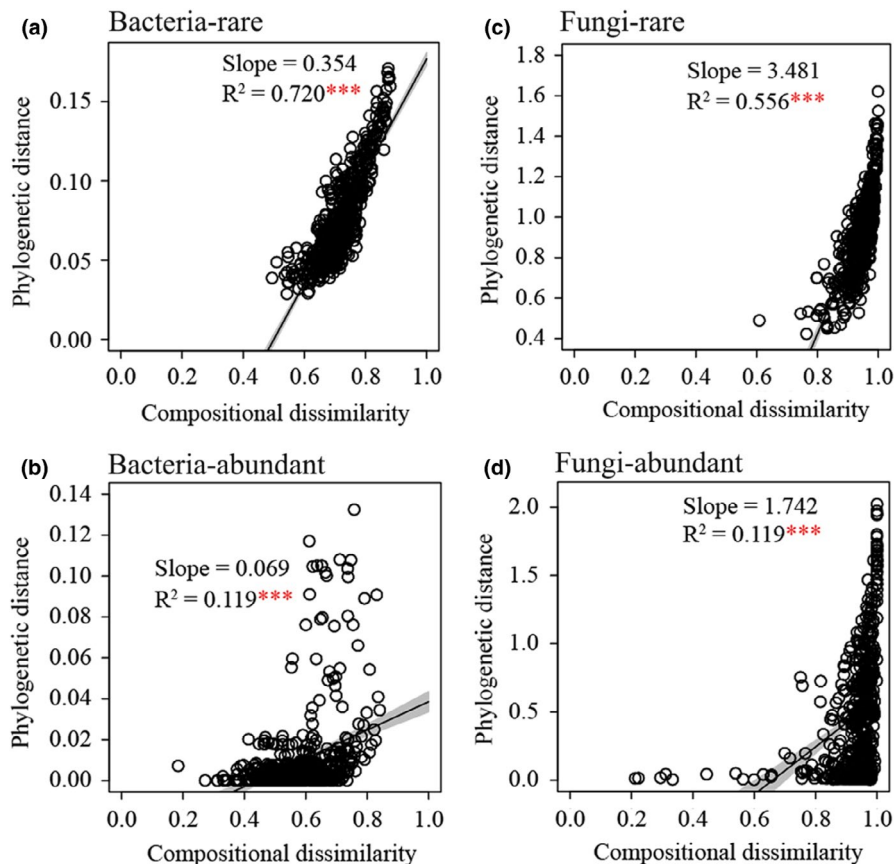 (a) Bacteria-rare
Slope = 0.354
R² = 0.720***
Phylogenetic distance
0.15
0.10
0.05
0.00
0.0 0.2 0.4 0.6 0.8 1.0
Compositional dissimilarity
(c) Fungi-rare
Slope = 3.481
R² = 0.556***
Phylogenetic distance
1.8
1.6
1.4
1.2
1.0
0.8
0.6
0.4
0.0 0.2 0.4 0.6 0.8 1.0
Compositional dissimilarity
(b) Bacteria-abundant
Slope = 0.069
R² = 0.119***
Phylogenetic distance
0.14
0.12
0.10
0.08
0.06
0.04
0.02
0.00
0.0 0.2 0.4 0.6 0.8 1.0
Compositional dissimilarity
(d) Fungi-abundant
Slope = 1.742
R² = 0.119***
Phylogenetic distance
2.0
1.5
1.0
0.5
0.0
0.0 0.2 0.4 0.6 0.8 1.0
Compositional dissimilarity